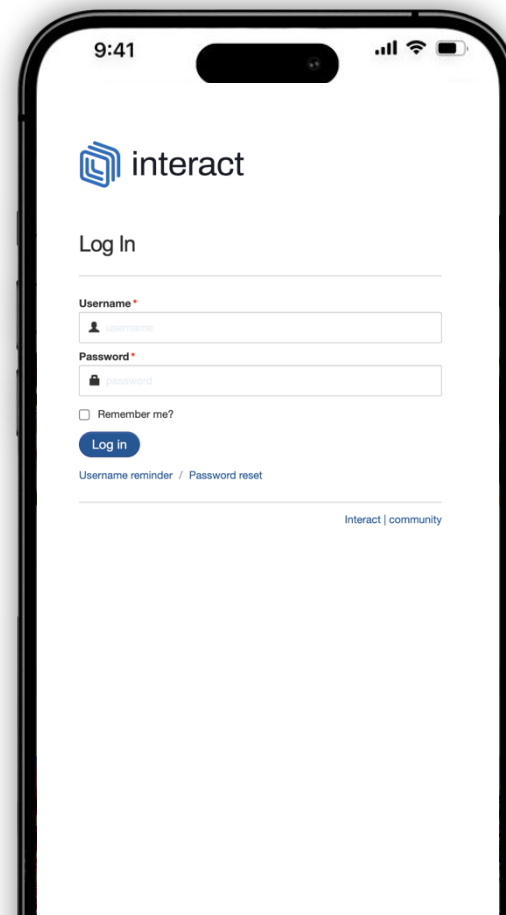 9:41
interact
Log In
Username*
username
Password*
password
Remember me?
Log in
Username reminder / Password reset
Interact | community